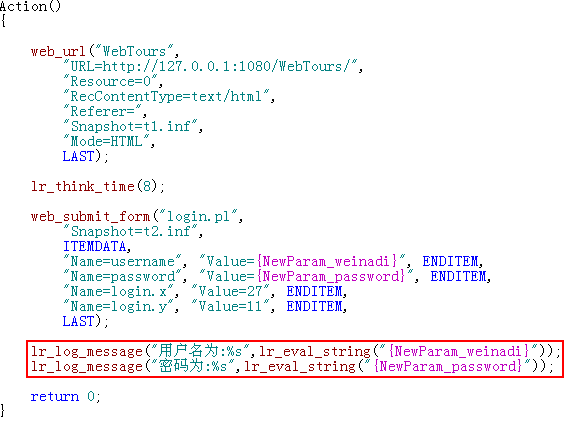 Action()
{
web_url("WebTours",
"URL=http://127.0.0.1:1080/WebTours/",
"Resource=0",
"RecContentType=text/html",
"Referer=",
"Snapshot=t1.inf",
"Mode=HTML",
LAST);
lr_think_time(8);
web_submit_form("login.pl",
"Snapshot=t2.inf",
ITEMDATA,
"Name=username", "Value={NewParam_weinadi}", ENDITEM,
"Name=password", "Value={NewParam_password}", ENDITEM,
"Name=login.x", "Value=27", ENDITEM,
"Name=login.y", "Value=11", ENDITEM,
LAST);
lr_log_message("用户名为:%s",lr_eval_string("{NewParam_weinadi}"));
lr_log_message("密码为:%s",lr_eval_string("{NewParam_password}"));
return 0;
}